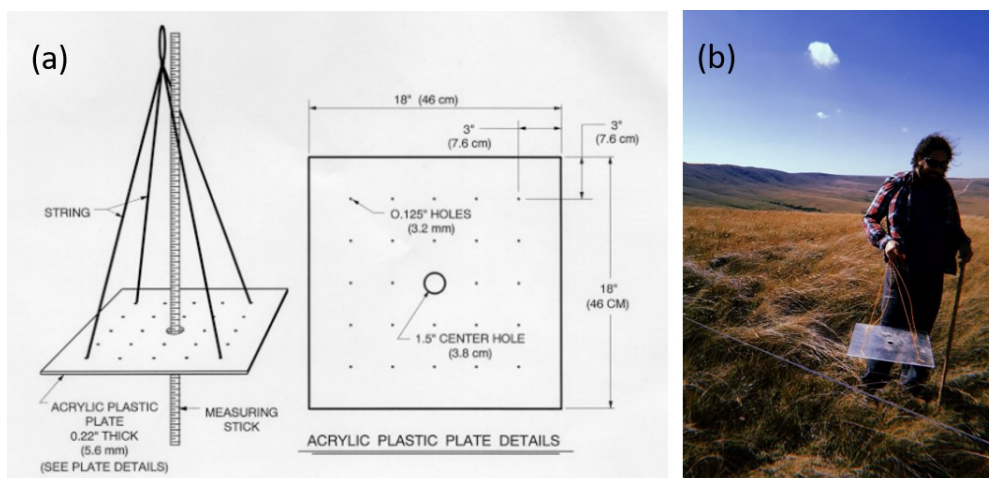 (a)
STRING
ACRYLIC PLASTIC
PLATE
0.22" THICK
(5.6 mm)
(SEE PLATE DETAILS)
MEASURING
STICK
18" (46 cm)
3"
(7.6 cm)
3"
(7.6 cm)
O.125" HOLES
(3.2 mm)
18"
(46 CM)
1.5" CENTER HOLE
(3.8 cm)
ACRYLIC PLASTIC PLATE DETAILS
(b)